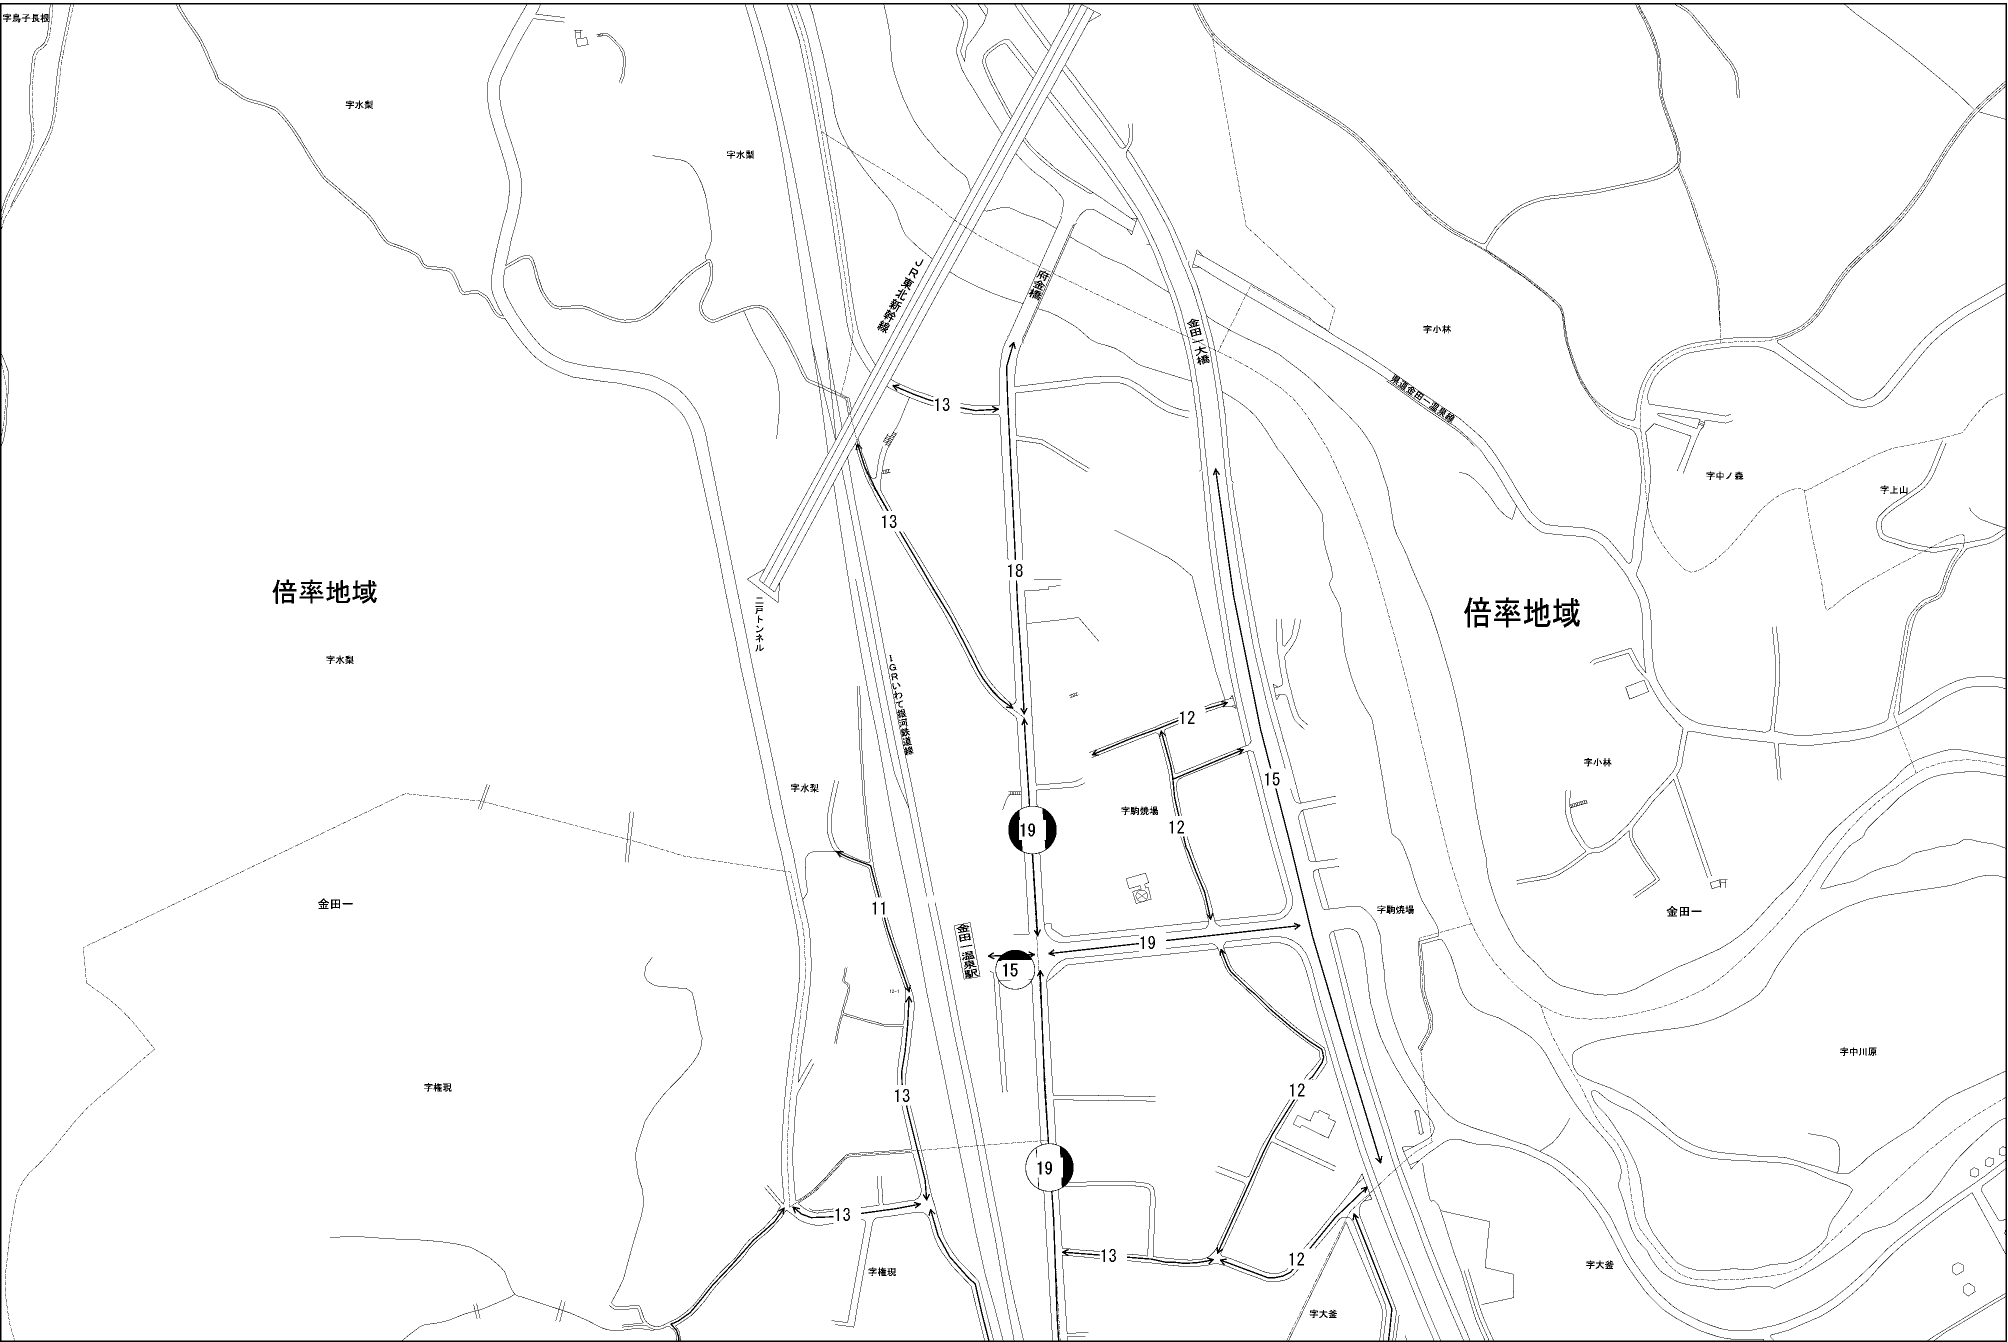 字鳥子長根
字水梨
字水梨
JR東北新幹線
府金橋
金田一大橋
字小林
県道金田一温泉線
13
字中ノ森
字上山
13
18
倍率地域
倍率地域
二戸トンネル
字水梨
IGRいわて銀河鉄道線
12
字小林
15
字水梨
字駒焼場
12
19
金田一
11
字駒焼場
金田一
金田一温泉駅
19
15
12-1
字中川原
字権現
13
12
19
13
13
12
字権現
字大釜
字大釜